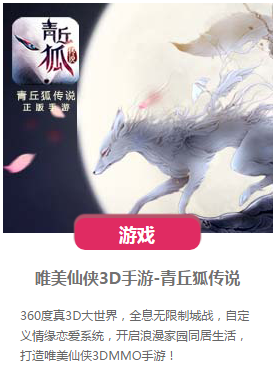 青丘狐
传说
青丘狐传说
正版手游
游戏
唯美仙侠3D手游-青丘狐传说
360度真3D大世界，全息无限制城战，自定
义情缘恋爱系统，开启浪漫家园同居生活，
打造唯美仙侠3DMMO手游！